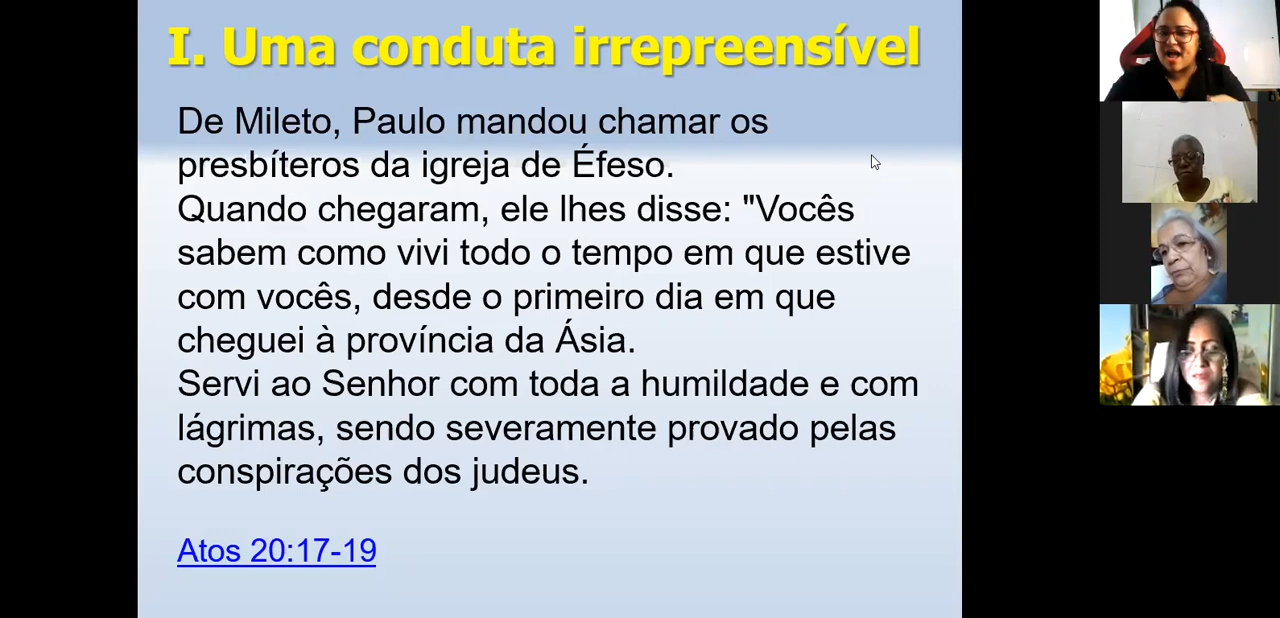 I. Uma conduta irrepreensível
De Mileto, Paulo mandou chamar os
presbíteros da igreja de Éfeso.
Quando chegaram, ele lhes disse: "Vocês
sabem como vivi todo o tempo em que estive
com vocês, desde o primeiro dia em que
cheguei à província da Ásia.
Servi ao Senhor com toda a humildade e com
lágrimas, sendo severamente provado pelas
conspirações dos judeus.
Atos 20:17-19